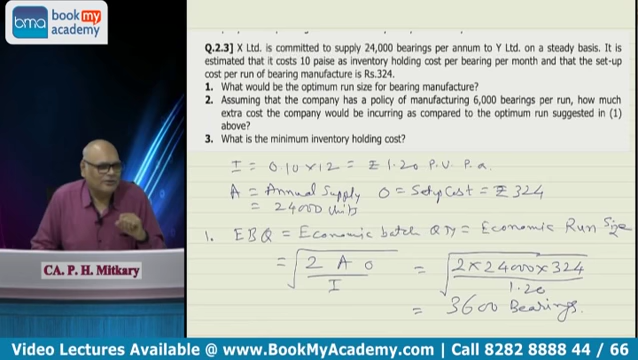 bma
book my
academy
Q.2.3] X Ltd. is committed to supply 24,000 bearings per annum to Y Ltd. on a steady basis. It is
estimated that it costs 10 paise as inventory holding cost per bearing per month and that the set-up
cost per run of bearing manufacture is Rs.324.
1. What would be the optimum run size for bearing manufacture?
2. Assuming that the company has a policy of manufacturing 6,000 bearings per run, how much
extra cost the company would be incurring as compared to the optimum run suggested in (1)
above?
3. What is the minimum inventory holding cost?
I = 0.10 x 12 = ₹ 1.20 P.U. P.a.
A = Annual Supply O = Setup Cost = ₹ 324
= 24000 Units
1. EBQ = Economic batch QTY = Economic Run Size
= √ 2 A O / I = √ 2 x 24000 x 324 / 1.20
= 3600 Bearings.
CA. P. H. Mitkary
Video Lectures Available @ www.BookMyAcademy.com | Call 8282 8888 44 / 66